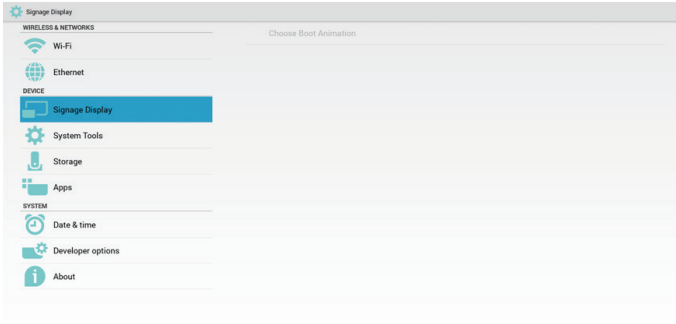 Signage Display
WIRELESS & NETWORKS
Wi-Fi
Ethernet
DEVICE
Signage Display
System Tools
Storage
Apps
SYSTEM
Date & time
Developer options
About
Choose Boot Animation